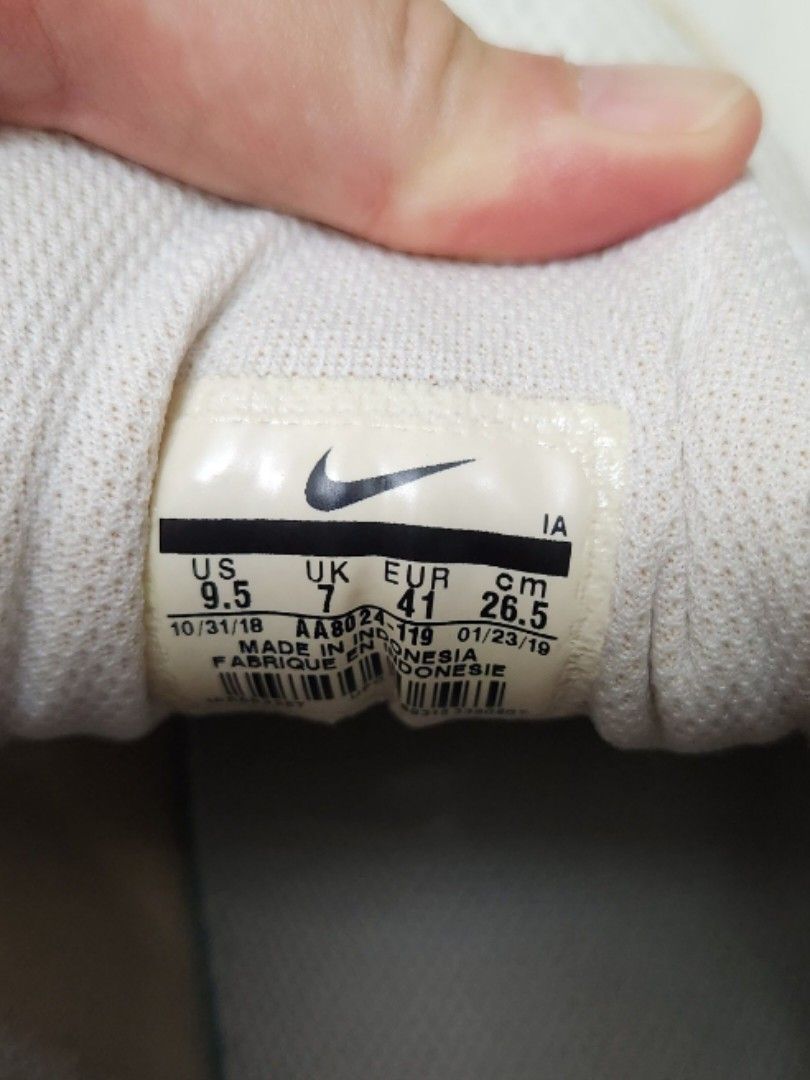 IA
US UK EUR cm
9.5 7 41 26.5
10/31/18 AA8024-119 01/23/19
MADE IN INDONESIA
FABRIQUE EN INDONESIE